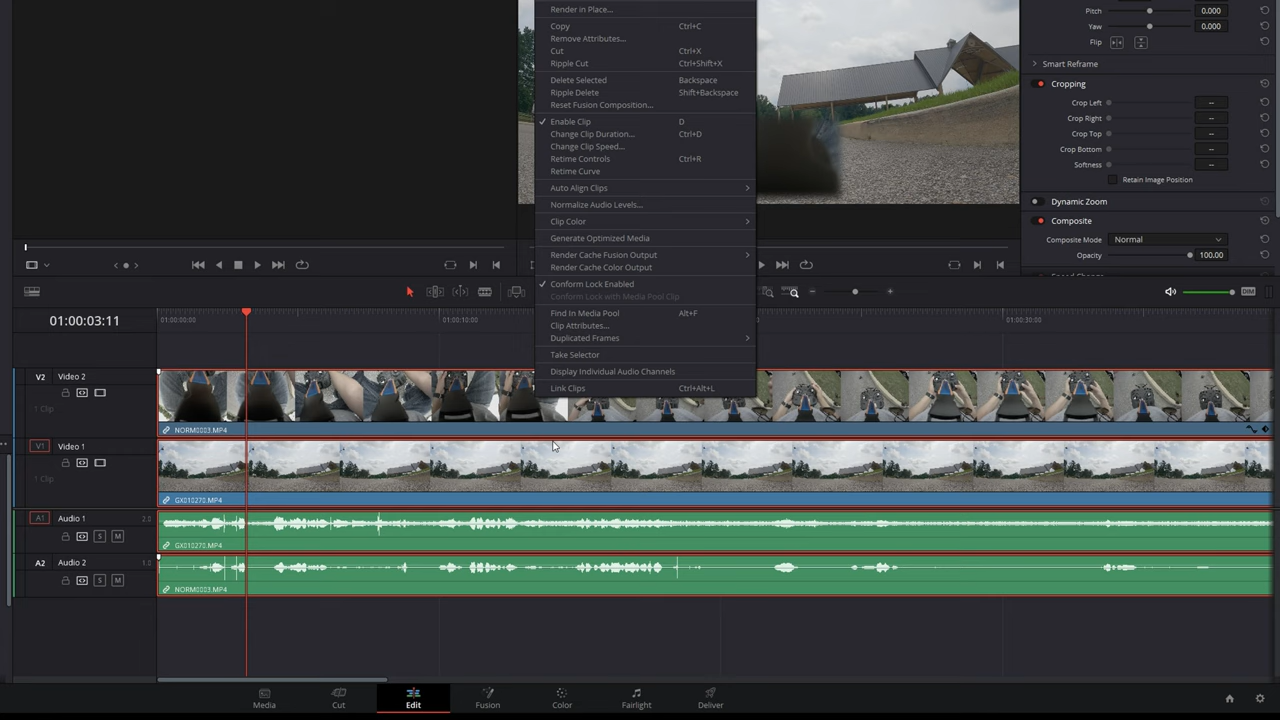 Render in Place...
Copy Ctrl+C
Remove Attributes...
Cut Ctrl+X
Ripple Cut Ctrl+Shift+X
Delete Selected Backspace
Ripple Delete Shift+Backspace
Reset Fusion Composition...
Enable Clip D
Change Clip Duration... Ctrl+D
Change Clip Speed...
Retime Controls Ctrl+R
Retime Curve
Auto Align Clips
Normalize Audio Levels...
Clip Color
Generate Optimized Media
Render Cache Fusion Output
Render Cache Color Output
Conform Lock Enabled
Conform Lock with Media Pool Clip
Find In Media Pool Alt+F
Clip Attributes...
Duplicated Frames
Take Selector
Display Individual Audio Channels
Link Clips Ctrl+Alt+L
Pitch 0.000
Yaw 0.000
Flip
Smart Reframe
Cropping
Crop Left --
Crop Right --
Crop Top --
Crop Bottom --
Softness --
Retain Image Position
Dynamic Zoom
Composite
Composite Mode Normal
Opacity 100.00
DIM
01:00:03:11
01:00:00:00
01:00:10:00
01:00:30:00
V2 Video 2
1 Clip
NORM0003.MP4
V1 Video 1
1 Clip
GX010270.MP4
A1 Audio 1 2.0
S M
GX010270.MP4
A2 Audio 2 1.0
S M
NORM0003.MP4
Media
Cut
Edit
Fusion
Color
Fairlight
Deliver